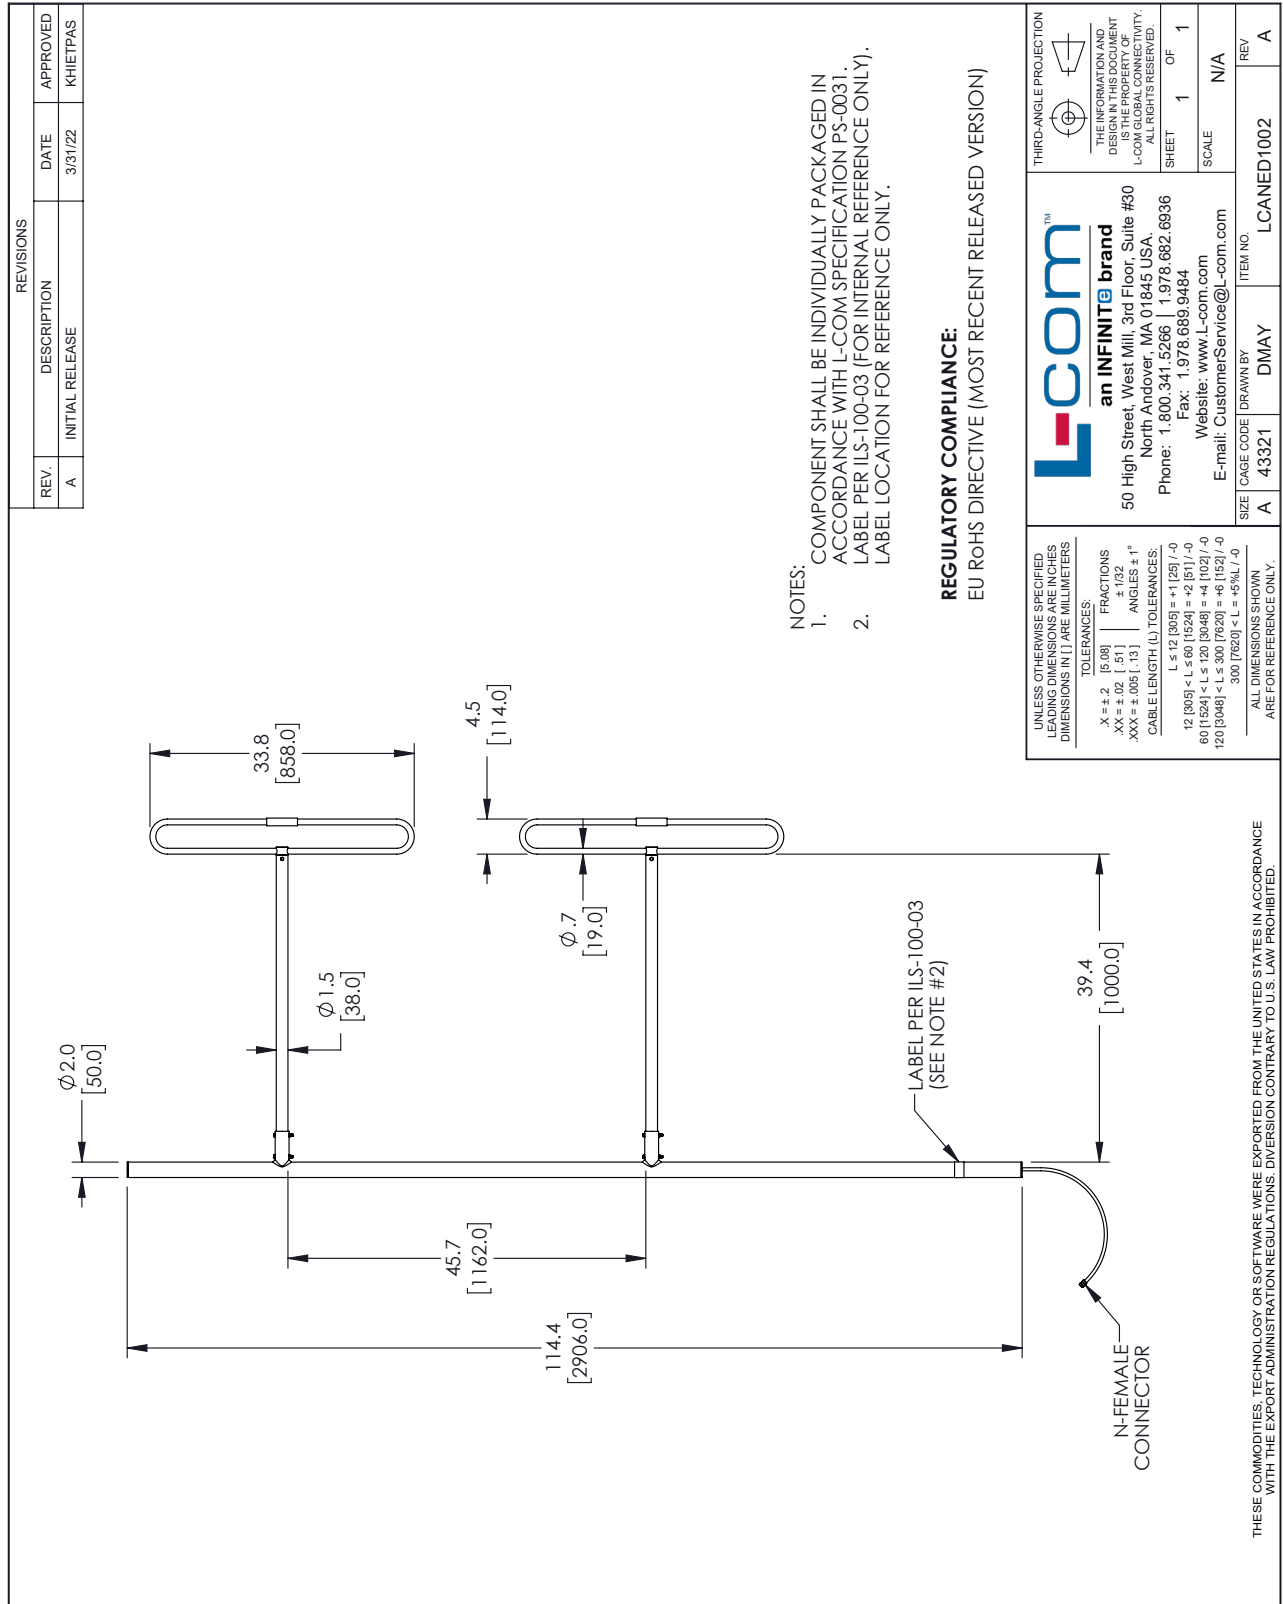 REVISIONS
REV. DESCRIPTION DATE APPROVED
A INITIAL RELEASE 3/31/22 KHIETPAS
Ø2.0
[50.0]
Ø1.5
[38.0]
33.8
[858.0]
45.7
[1162.0]
114.4
[2906.0]
Ø.7
[19.0]
4.5
[114.0]
LABEL PER ILS-100-03
(SEE NOTE #2)
39.4
[1000.0]
N-FEMALE
CONNECTOR
NOTES:
1. COMPONENT SHALL BE INDIVIDUALLY PACKAGED IN
ACCORDANCE WITH L-COM SPECIFICATION PS-0031.
2. LABEL PER ILS-100-03 (FOR INTERNAL REFERENCE ONLY).
LABEL LOCATION FOR REFERENCE ONLY.
REGULATORY COMPLIANCE:
EU RoHS DIRECTIVE (MOST RECENT RELEASED VERSION)
UNLESS OTHERWISE SPECIFIED
LEADING DIMENSIONS ARE INCHES
DIMENSIONS IN [ ] ARE MILLIMETERS
TOLERANCES:
.X = ± .2 [5.08] FRACTIONS
.XX = ± .02 [ .51 ] ± 1/32
.XXX = ± .005 [ .13 ] ANGLES ± 1°
CABLE LENGTH (L) TOLERANCES:
L ≤ 12 [305] = +1 [25] / -0
12 [305] < L ≤ 60 [1524] = +2 [51] / -0
60 [1524] < L ≤ 120 [3048] = +4 [102] / -0
120 [3048] < L ≤ 300 [7620] = +6 [152] / -0
300 [7620] < L = +5%L / -0
ALL DIMENSIONS SHOWN
ARE FOR REFERENCE ONLY.
L-com™
an INFINITe brand
50 High Street, West Mill, 3rd Floor, Suite #30
North Andover, MA 01845 USA.
Phone: 1.800.341.5266 | 1.978.682.6936
Fax: 1.978.689.9484
Website: www.L-com.com
E-mail: CustomerService@L-com.com
THIRD-ANGLE PROJECTION
THE INFORMATION AND
DESIGN IN THIS DOCUMENT
IS THE PROPERTY OF
L-COM GLOBAL CONNECTIVITY.
ALL RIGHTS RESERVED.
SHEET 1 OF 1
SCALE N/A
SIZE A
CAGE CODE 43321
DRAWN BY DMAY
ITEM NO. LCANED1002
REV A
THESE COMMODITIES, TECHNOLOGY OR SOFTWARE WERE EXPORTED FROM THE UNITED STATES IN ACCORDANCE
WITH THE EXPORT ADMINISTRATION REGULATIONS. DIVERSION CONTRARY TO U.S. LAW PROHIBITED.